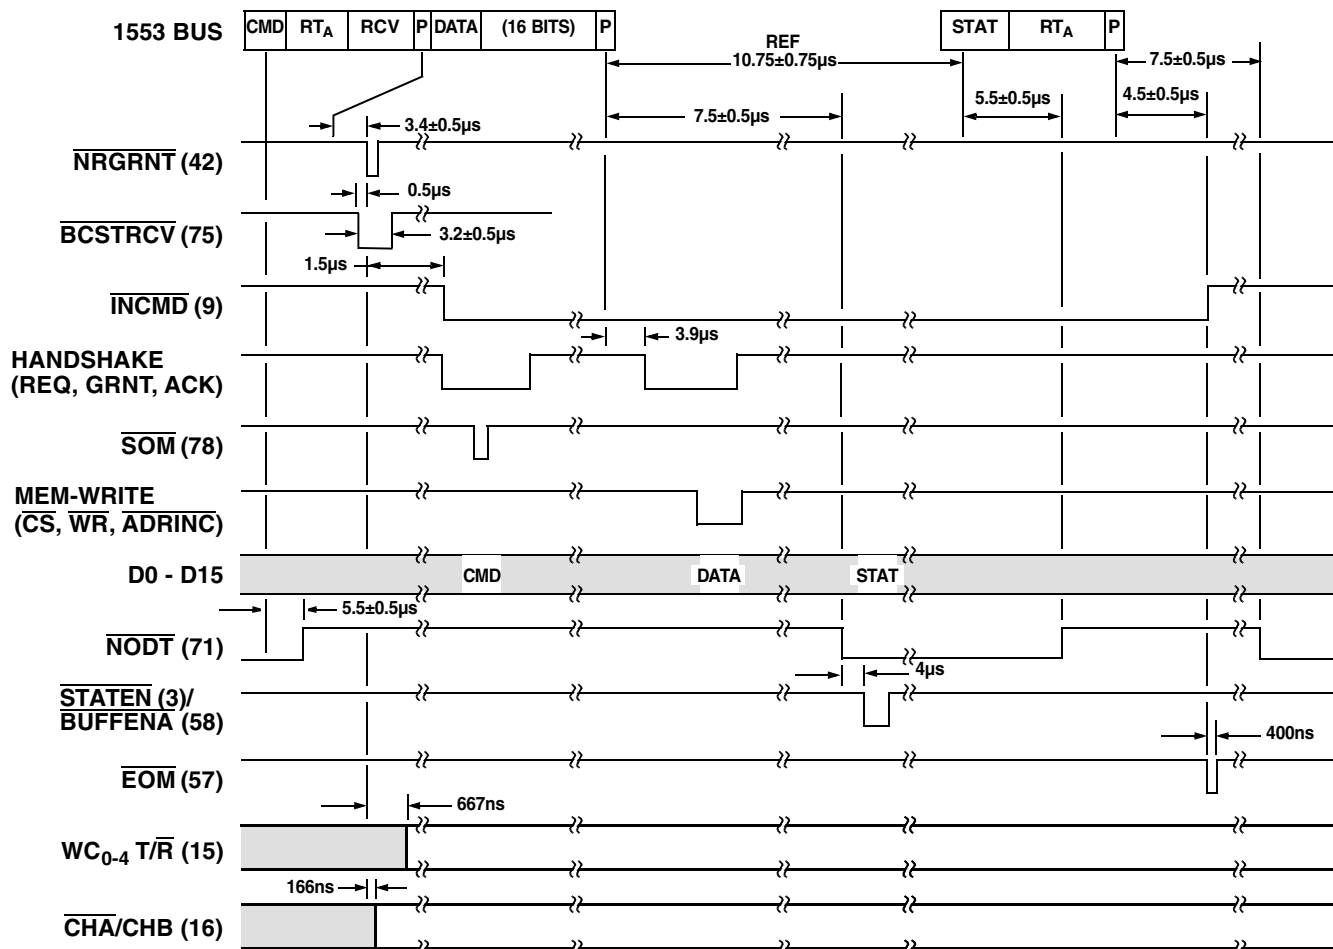 1553 BUS CMD RTA RCV P DATA (16 BITS) P STAT RTA P
REF
10.75±0.75µs
7.5±0.5µs
7.5±0.5µs
5.5±0.5µs
4.5±0.5µs
3.4±0.5µs
NRGRNT (42)
0.5µs
BCSTRCV (75)
3.2±0.5µs
1.5µs
INCMD (9)
3.9µs
HANDSHAKE
(REQ, GRNT, ACK)
SOM (78)
MEM-WRITE
(CS, WR, ADRINC)
D0 - D15 CMD DATA STAT
5.5±0.5µs
NODT (71)
4µs
STATEN (3)/
BUFFENA (58)
400ns
EOM (57)
667ns
WC0-4 T/R (15)
166ns
CHA/CHB (16)